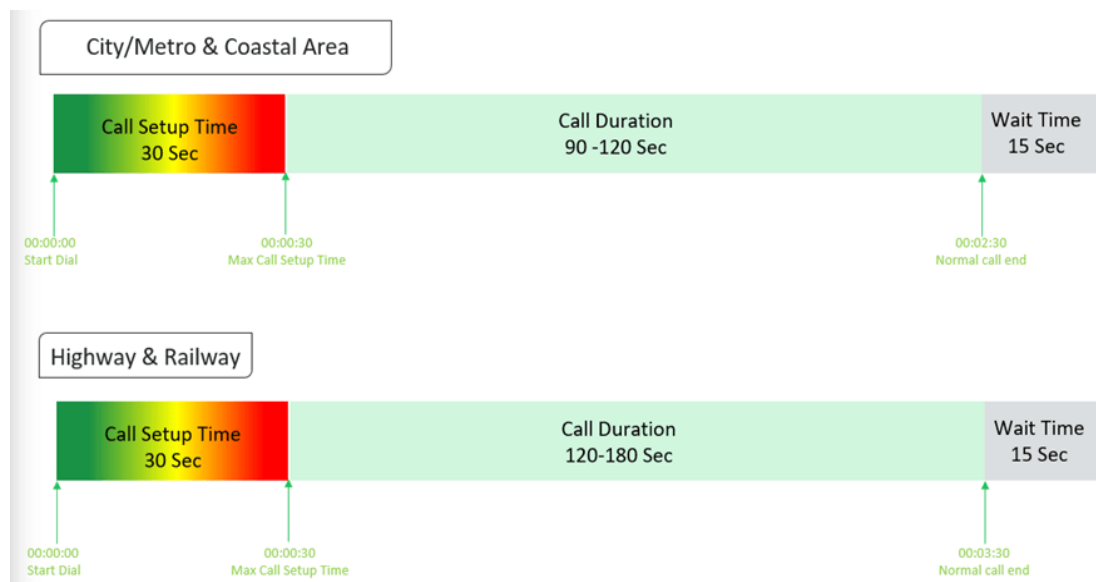 City/Metro & Coastal Area
Call Setup Time
30 Sec
Call Duration
90 -120 Sec
Wait Time
15 Sec
00:00:00
Start Dial
00:00:30
Max Call Setup Time
00:02:30
Normal call end
Highway & Railway
Call Setup Time
30 Sec
Call Duration
120-180 Sec
Wait Time
15 Sec
00:00:00
Start Dial
00:00:30
Max Call Setup Time
00:03:30
Normal call end